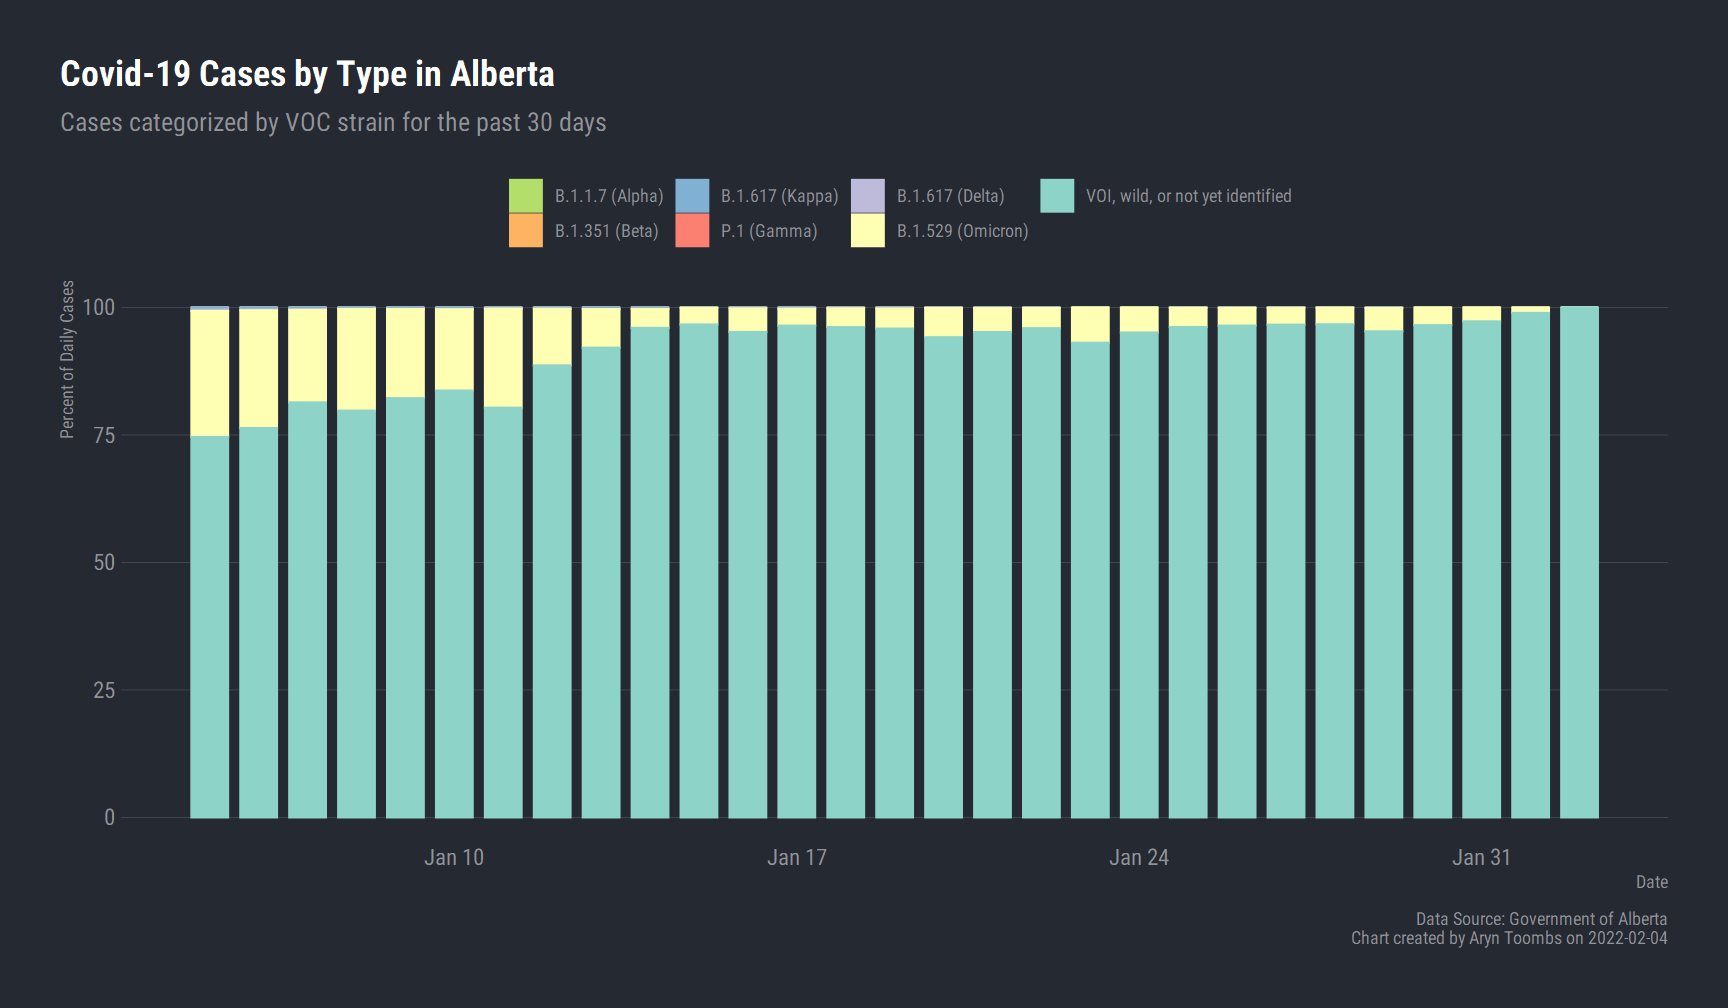 Covid-19 Cases by Type in Alberta
Cases categorized by VOC strain for the past 30 days
B.1.1.7 (Alpha) B.1.617 (Kappa) B.1.617 (Delta) VOI, wild, or not yet identified
B.1.351 (Beta) P.1 (Gamma) B.1.529 (Omicron)
Percent of Daily Cases
100
75
50
25
0
Jan 10 Jan 17 Jan 24 Jan 31
Date
Data Source: Government of Alberta
Chart created by Aryn Toombs on 2022-02-04